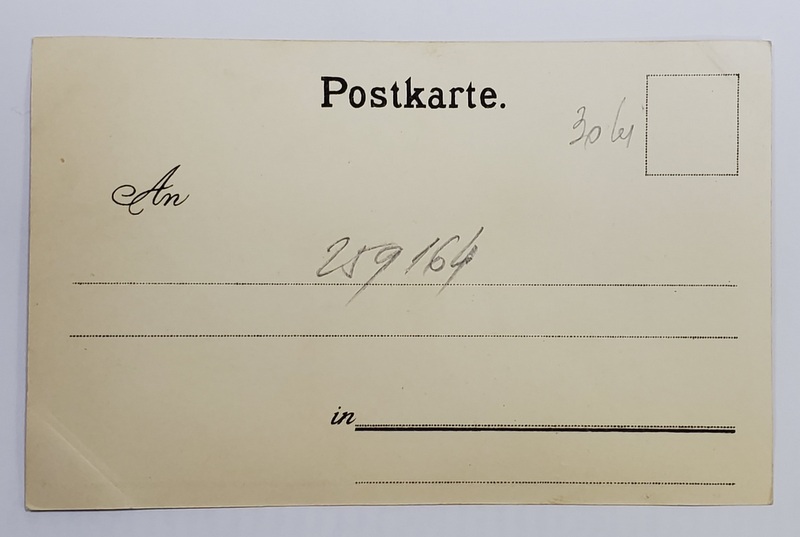 Postkarte.
30 lei
An
259164
in